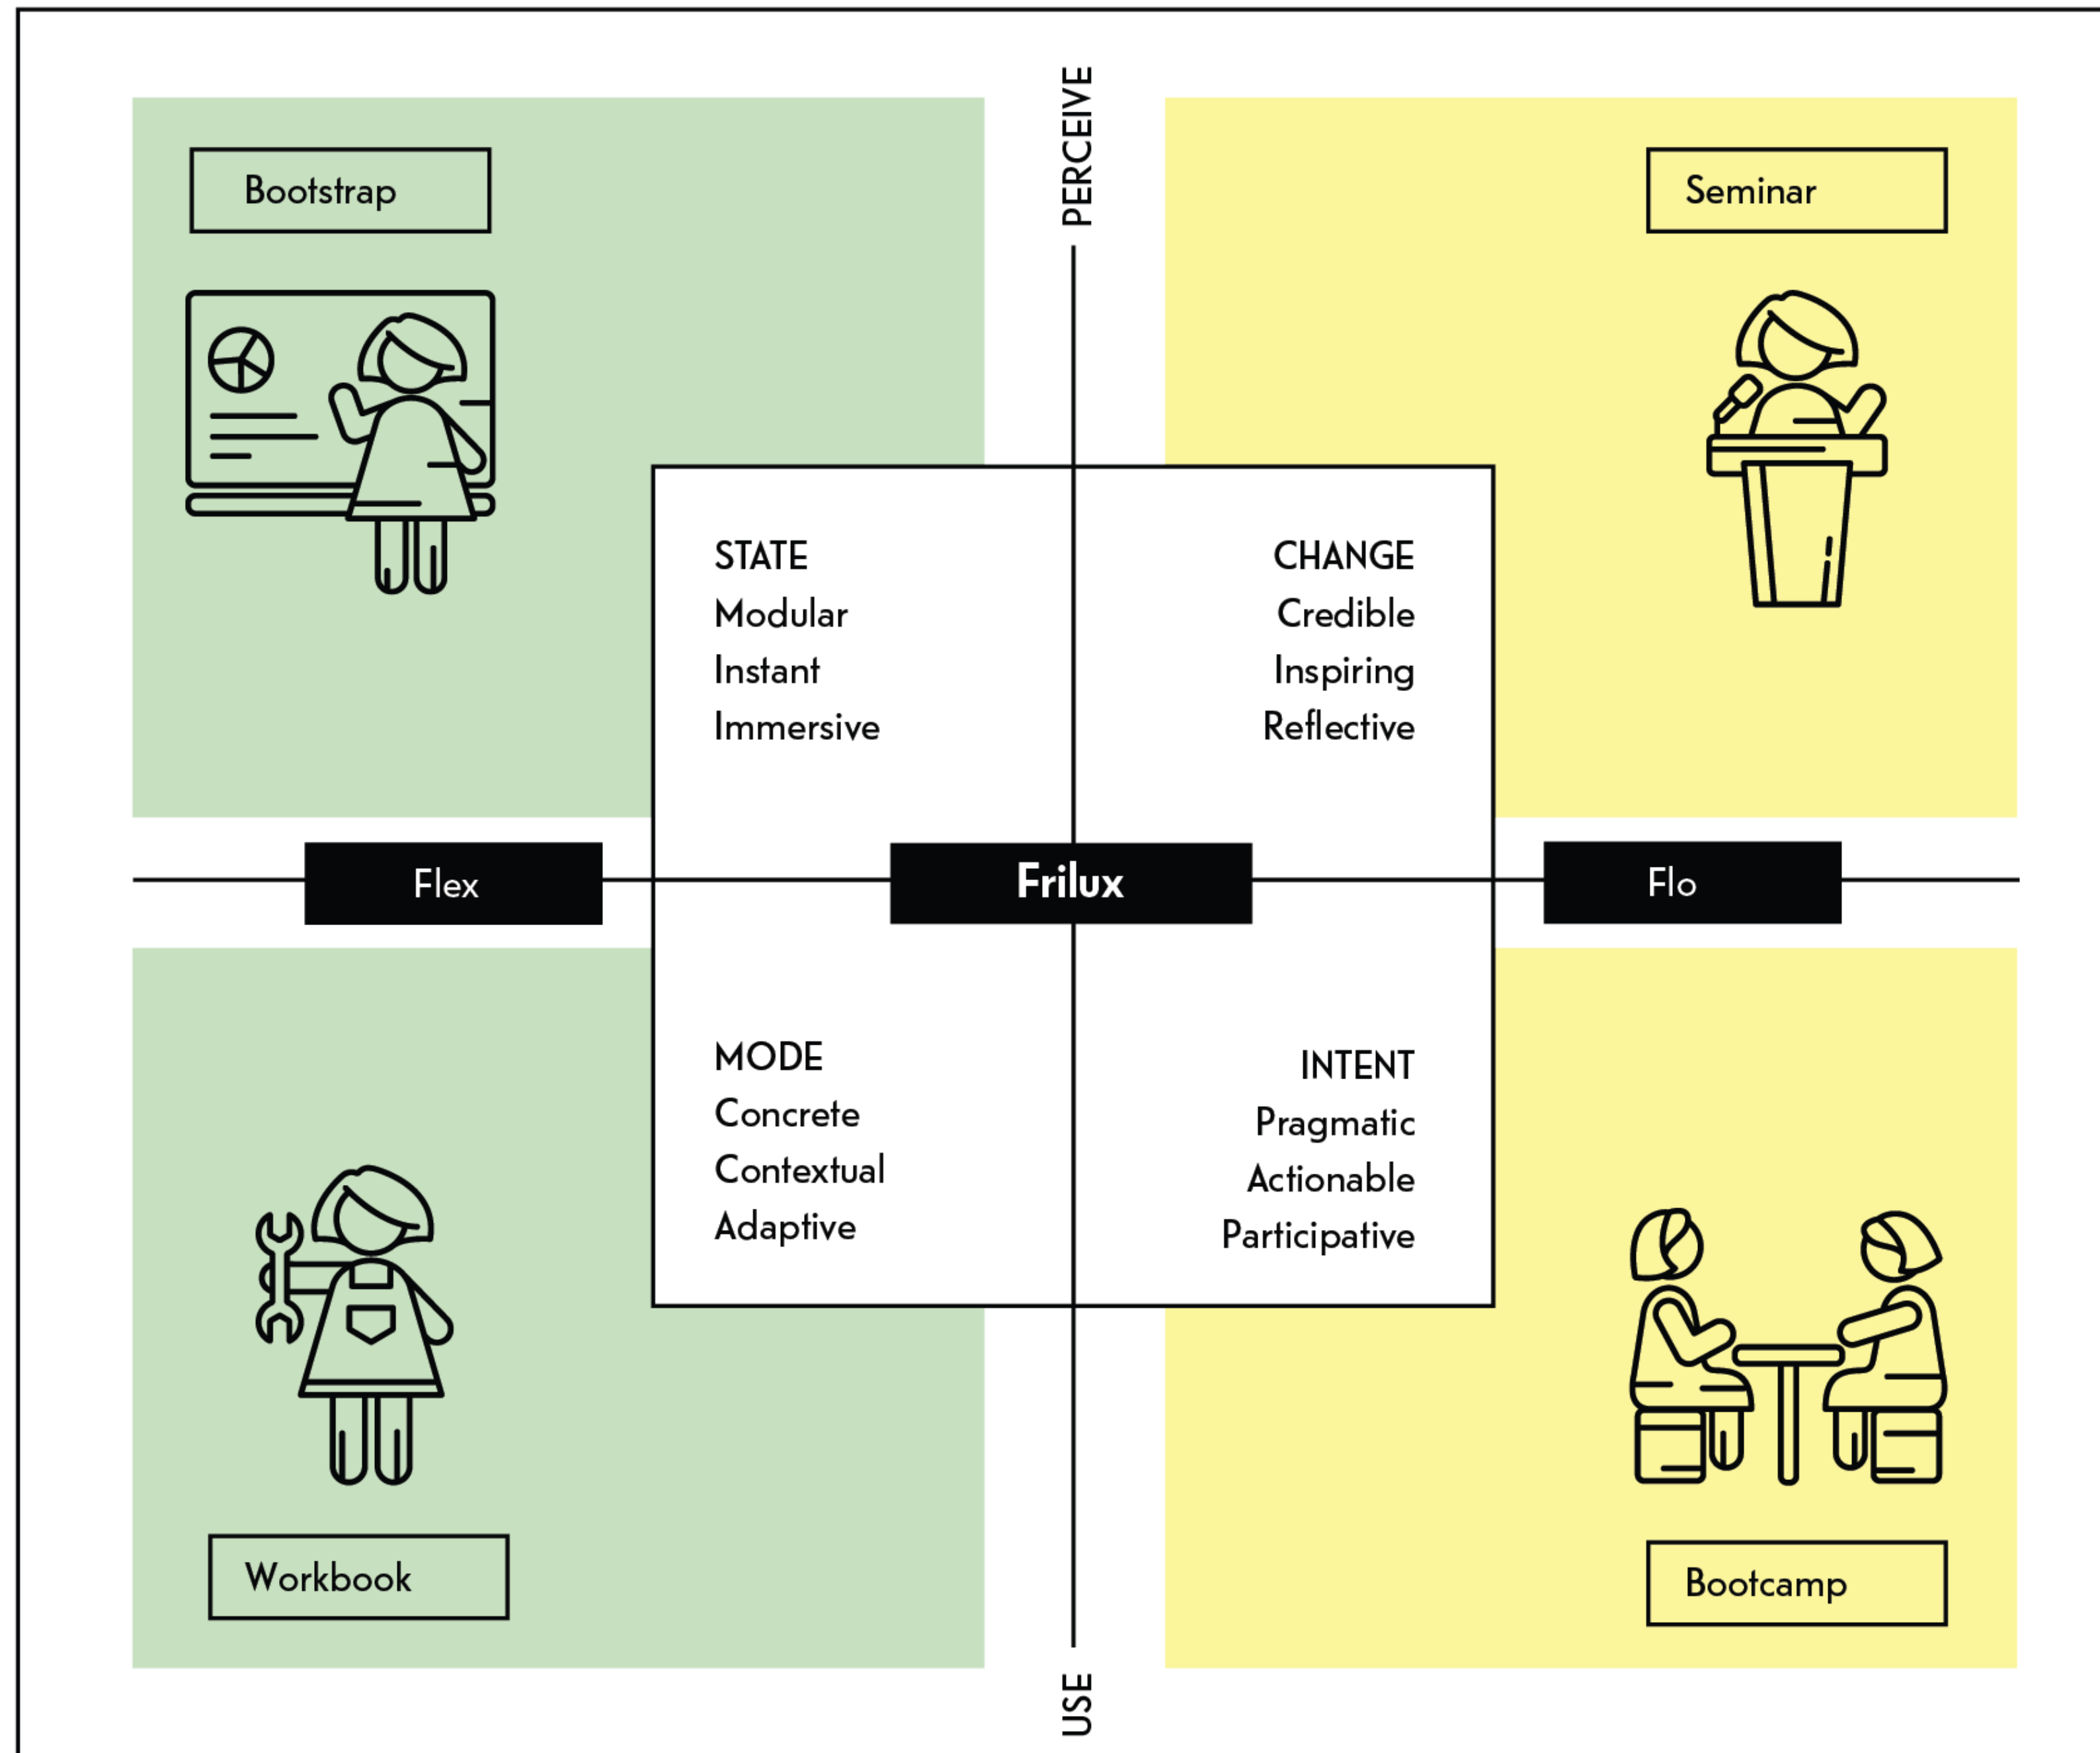 PERCEIVE
Bootstrap
Seminar
STATE
Modular
Instant
Immersive
CHANGE
Credible
Inspiring
Reflective
Flex
Frilux
Flo
MODE
Concrete
Contextual
Adaptive
INTENT
Pragmatic
Actionable
Participative
Workbook
Bootcamp
USE